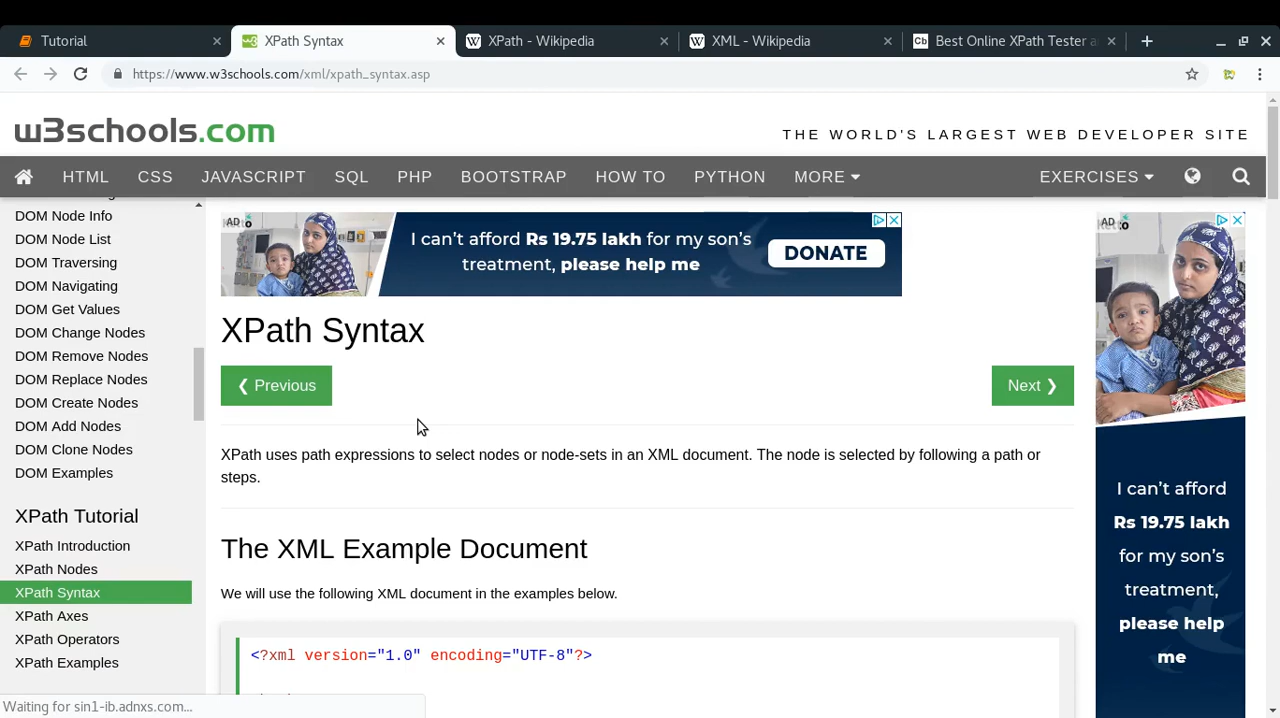 Tutorial
XPath Syntax
XPath - Wikipedia
XML - Wikipedia
Best Online XPath Tester a
https://www.w3schools.com/xml/xpath_syntax.asp
w3schools.com
THE WORLD'S LARGEST WEB DEVELOPER SITE
HTML CSS JAVASCRIPT SQL PHP BOOTSTRAP HOW TO PYTHON MORE EXERCISES
DOM Node Info
DOM Node List
DOM Traversing
DOM Navigating
DOM Get Values
DOM Change Nodes
DOM Remove Nodes
DOM Replace Nodes
DOM Create Nodes
DOM Add Nodes
DOM Clone Nodes
DOM Examples
XPath Tutorial
XPath Introduction
XPath Nodes
XPath Syntax
XPath Axes
XPath Operators
XPath Examples
AD
I can't afford Rs 19.75 lakh for my son's
treatment, please help me
DONATE
XPath Syntax
❮ Previous
Next ❯
XPath uses path expressions to select nodes or node-sets in an XML document. The node is selected by following a path or
steps.
The XML Example Document
We will use the following XML document in the examples below.
<?xml version="1.0" encoding="UTF-8"?>
AD
I can't afford
Rs 19.75 lakh
for my son's
treatment,
please help
me
Waiting for sin1-ib.adnxs.com...